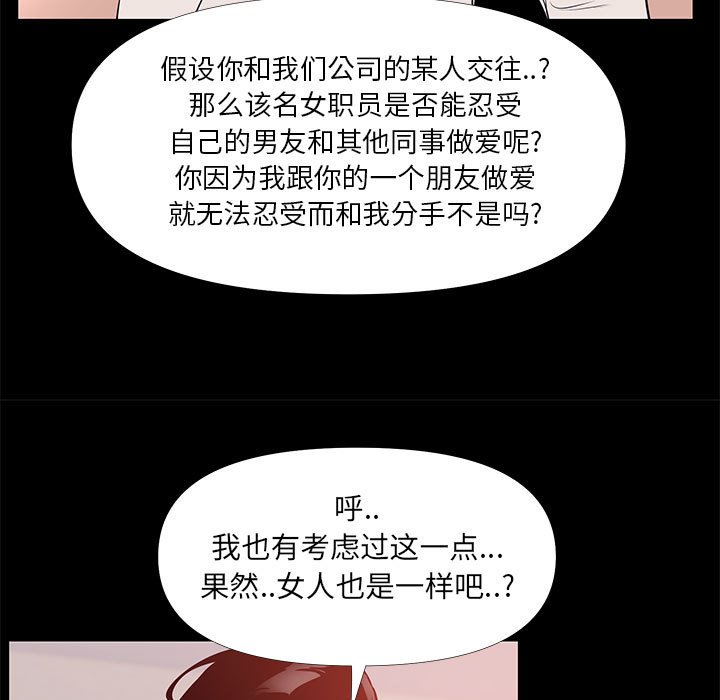 假设你和我们公司的某人交往..?
那么该名女职员是否能忍受
自己的男友和其他同事做爱呢?
你因为我跟你的一个朋友做爱
就无法忍受而和我分手不是吗?
呼..
我也有考虑过这一点...
果然..女人也是一样吧..?